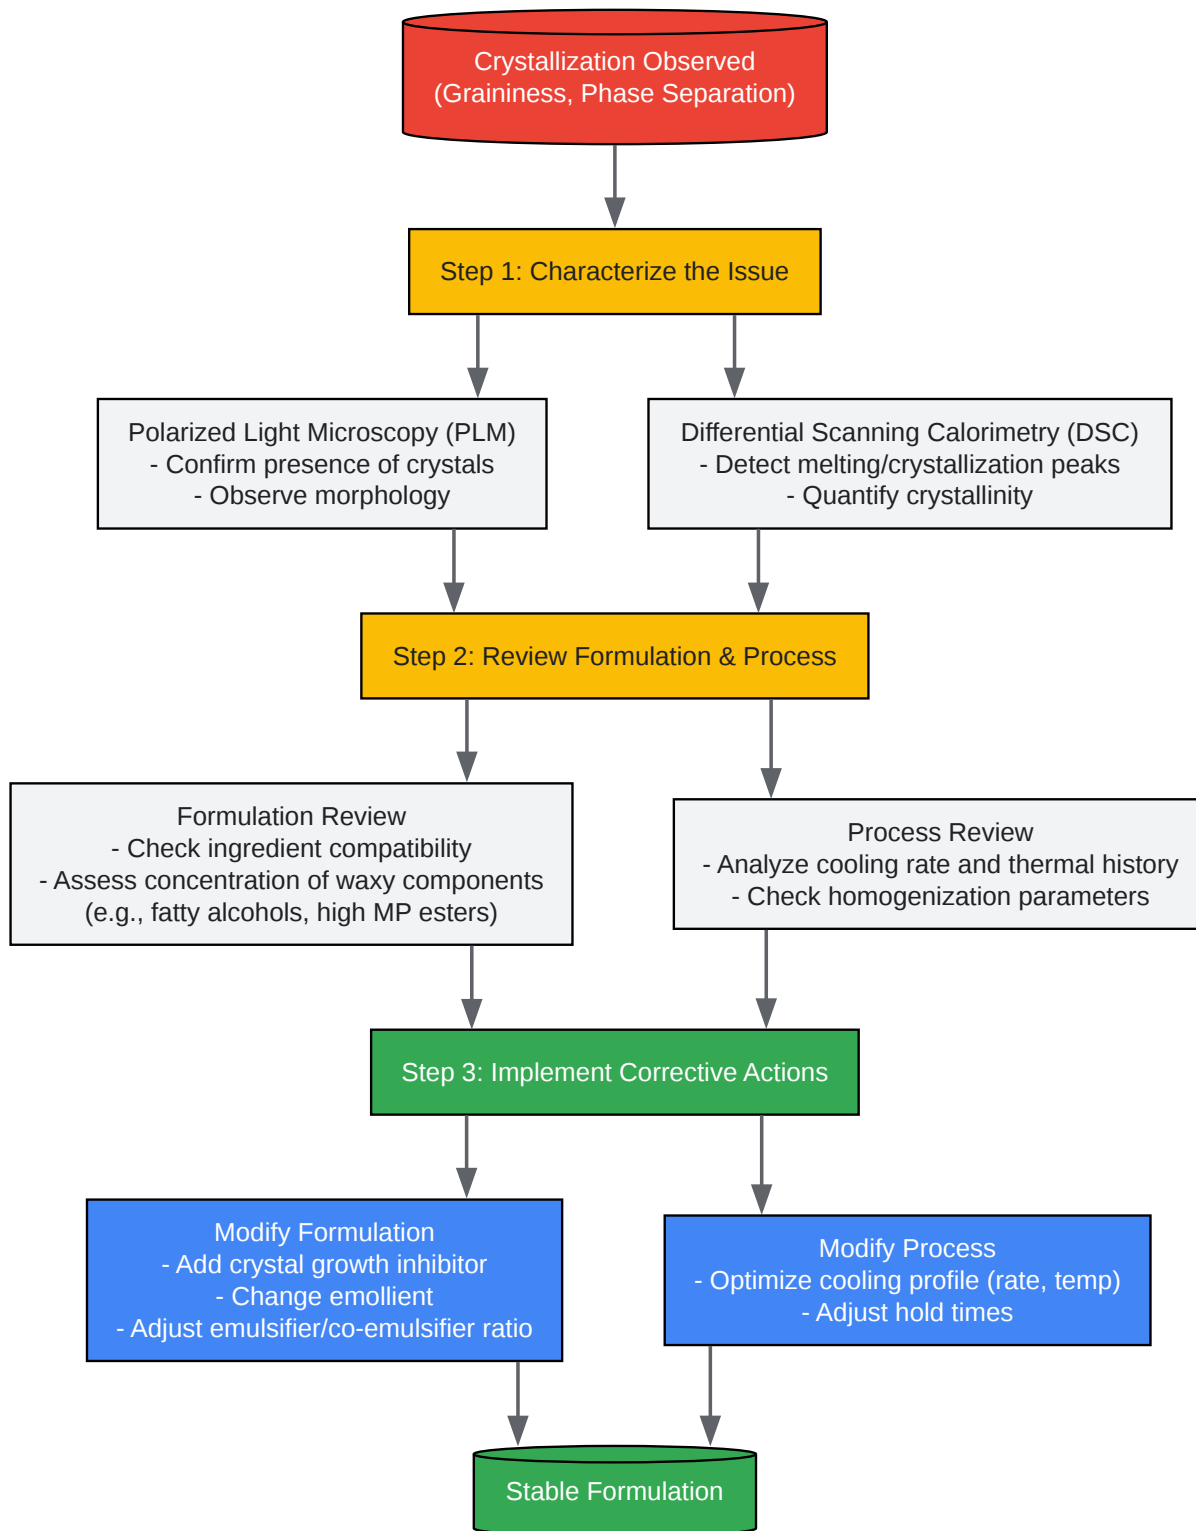 Crystallization Observed
(Graininess, Phase Separation)
Step 1: Characterize the Issue
Polarized Light Microscopy (PLM)
- Confirm presence of crystals
- Observe morphology
Differential Scanning Calorimetry (DSC)
- Detect melting/crystallization peaks
- Quantify crystallinity
Step 2: Review Formulation & Process
Formulation Review
- Check ingredient compatibility
- Assess concentration of waxy components
(e.g., fatty alcohols, high MP esters)
Process Review
- Analyze cooling rate and thermal history
- Check homogenization parameters
Step 3: Implement Corrective Actions
Modify Formulation
- Add crystal growth inhibitor
- Change emollient
- Adjust emulsifier/co-emulsifier ratio
Modify Process
- Optimize cooling profile (rate, temp)
- Adjust hold times
Stable Formulation